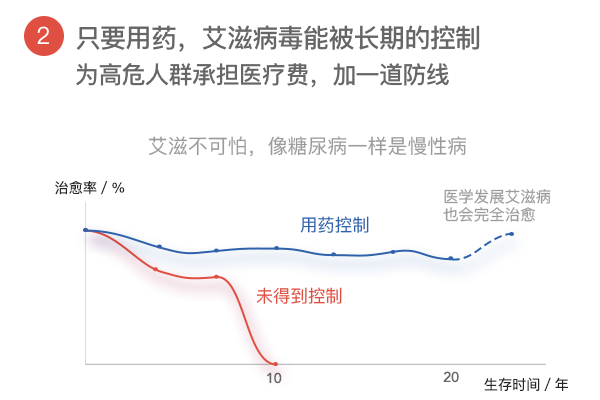 2
只要用药，艾滋病毒能被长期的控制
为高危人群承担医疗费，加一道防线
艾滋不可怕，像糖尿病一样是慢性病
治愈率 / %
医学发展艾滋病
也会完全治愈
用药控制
未得到控制
10
20
生存时间 / 年